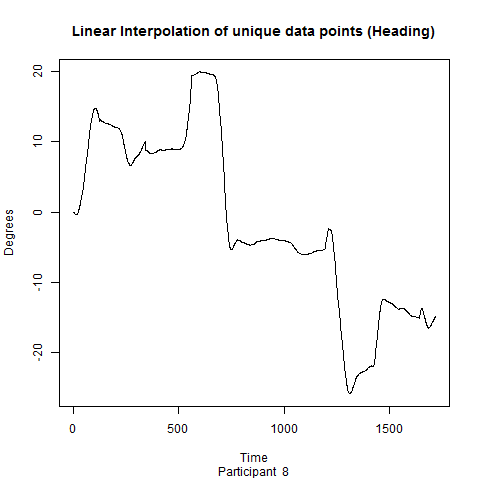 Linear Interpolation of unique data points (Heading)
Degrees
20
10
0
-10
-20
0 500 1000 1500
Time
Participant 8